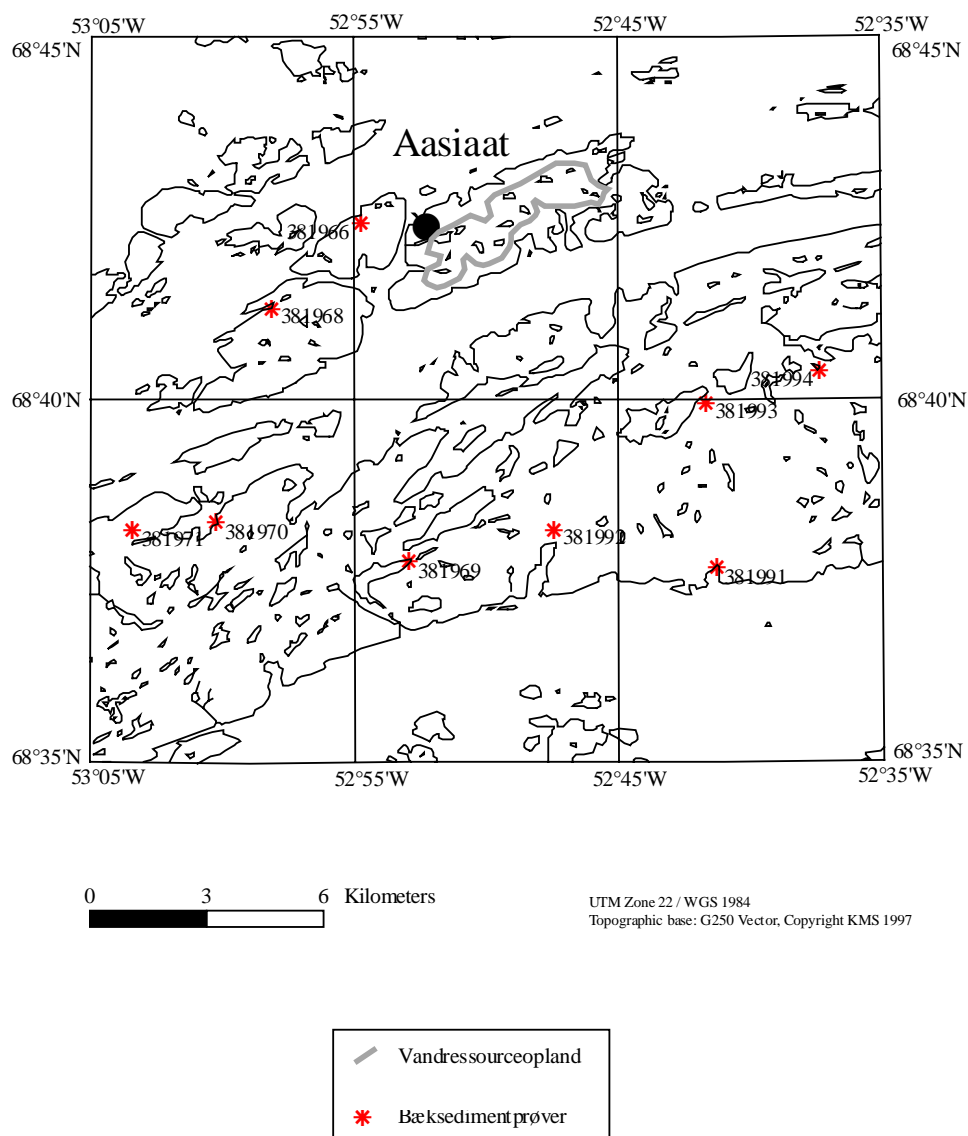 53°05'W 52°55'W 52°45'W 52°35'W
68°45'N 68°45'N
Aasiaat
381966
381968
381994
68°40'N 68°40'N
381993
381971
381970
381992
381969
381991
68°35'N 68°35'N
53°05'W 52°55'W 52°45'W 52°35'W
0 3 6 Kilometers
UTM Zone 22 / WGS 1984
Topographic base: G250 Vector, Copyright KMS 1997
Vandressourceopland
Bæksedimentprøver